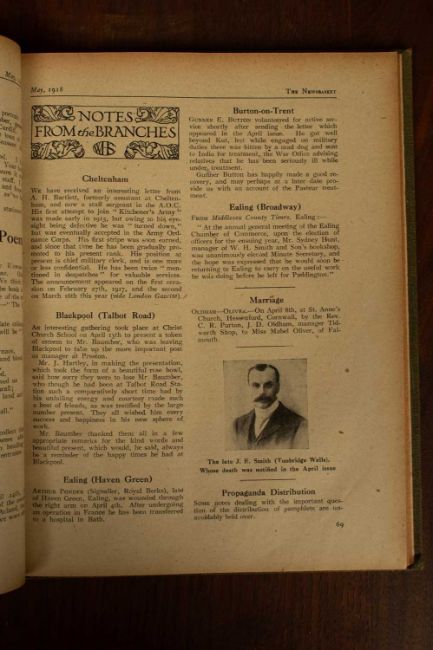 May, 1918
THE NEWSBASKET
NOTES
FROM the BRANCHES
WHS
Cheltenham
WE have received an interesting letter from
A. H. Bartlett, formerly assistant at Chelten-
ham, and now a staff sergeant in the A.O.C.
His first attempt to join "Kitchener's Army"
was made early in 1915, but owing to his eye-
sight being defective he was "turned down,"
but was eventually accepted in the Army Ord-
nance Corps. His first stripe was soon earned,
and since that time he has been gradually pro-
moted to his present rank. His position at
present is chief military clerk, and is one more
or less confidential. He has been twice "men-
tioned in despatches" for valuable services.
The announcement appeared on the first occa-
sion on February 27th, 1917, and the second
on March 16th this year (vide London Gazette).
Blackpool (Talbot Road)
An interesting gathering took place at Christ
Church School on April 13th to present a token
of esteem to Mr. Baumber, who was leaving
Blackpool to take up the more important post
as manager at Preston.
Mr. J. Hartley, in making the presentation,
which took the form of a beautiful rose bowl,
said how sorry they were to lose Mr. Baumber,
who though he had been at Talbot Road Sta-
tion such a comparatively short time had by
his unfailing energy and courtesy made such
a host of friends, as was testified by the large
number present. They all wished him every
success and happiness in his new sphere of
work.
Mr. Baumber thanked them all in a few
appropriate remarks for the kind words and
beautiful present, which would, he said, always
be a reminder of the happy times he had at
Blackpool.
Ealing (Haven Green)
ARTHUR (Signaller, Royal Berks), late
of Haven Green, Ealing, was wounded through
the right arm on April 4th. After undergoing
an operation in France he has been transferred
to a hospital in Bath.
Burton-on-Trent
GUNNER E. BUTTON volunteered for active ser-
vice shortly after sending the letter which
appeared in the April issue. He got well
beyond Kut, but while engaged on military
duties there was bitten by a mad dog and sent
to India for treatment, the War Office advising
relatives that he has been seriously ill while
under treatment.
Gunner Button has happily made a good re-
covery, and may perhaps at a later date pro-
vide us with an account of the Pasteur treat-
ment.
Ealing (Broadway)
From Middlesex County Times, Ealing:—
"At the annual general meeting of the Ealing
Chamber of Commerce, upon the election of
officers for the ensuing year, Mr. Sydney Hunt,
manager of W. H. Smith and Son's bookshop,
was unanimously elected Minute Secretary, and
the hope was expressed that he would soon be
returning to Ealing to carry on the useful work
he was doing before he left for Paddington."
Marriage
OLDHAM—OLIVER.—On April 8th, at St. Anne's
Church, Hessenford, Cornwall, by the Rev.
C. R. Purton, J. D. Oldham, manager Tid-
worth Shop, to Miss Mabel Oliver, of Fal-
mouth.
The late J. E. Smith (Tunbridge Wells),
Whose death was notified in the April issue
Propaganda Distribution
Some notes dealing with the important ques-
tion of the distribution of pamphlets are un-
avoidably held over.
69